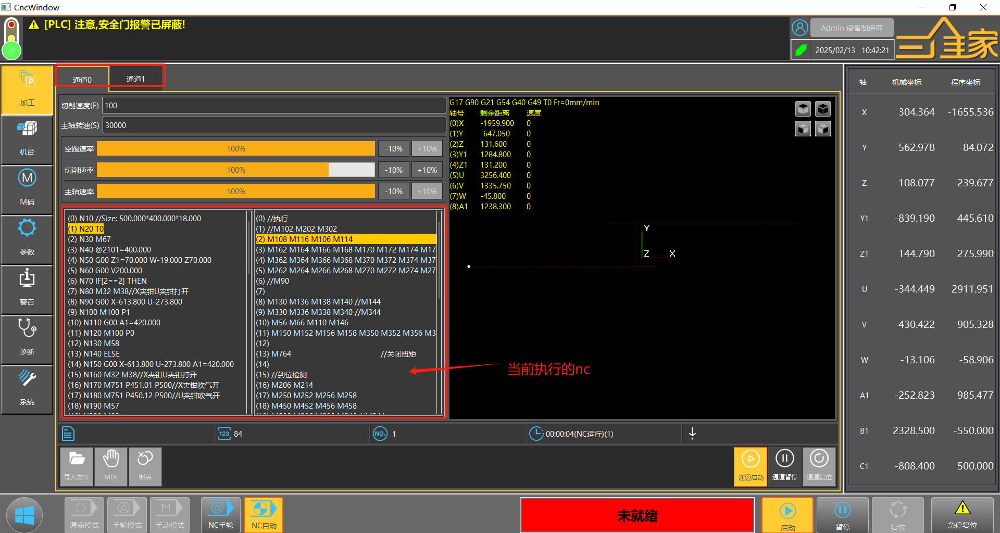 CncWindow
[PLC] 注意,安全门报警已屏蔽!
Admin 设备制造商
2025/02/13 10:42:21
三维家
加工
机台
M
M码
参数
警告
诊断
系统
通道0
通道1
切削速度(F) 100
主轴转速(S) 30000
空跑速率 100% -10% +10%
切削速率 100% -10% +10%
主轴速率 100% -10% +10%
(0) N10 //Size: 500.000*400.000*18.000
(1) N20 T0
(2) N30 M67
(3) N40 @2101=400.000
(4) N50 G00 Z1=70.000 W-19.000 Z70.000
(5) N60 G00 V200.000
(6) N70 IF[2==2] THEN
(7) N80 M32 M38//X夹钳U夹钳打开
(8) N90 G00 X-613.800 U-273.800
(9) N100 M100 P1
(10) N110 G00 A1=420.000
(11) N120 M100 P0
(12) N130 M58
(13) N140 ELSE
(14) N150 G00 X-613.800 U-273.800 A1=420.000
(15) N160 M32 M38//X夹钳U夹钳打开
(16) N170 M751 P451.01 P500//X夹钳吹气开
(17) N180 M751 P450.12 P500//U夹钳吹气开
(18) N190 M57
(0) //执行
(1) //M102 M202 M302
(2) M108 M116 M106 M114
(3) M162 M164 M166 M168 M170 M172 M174 M17
(4) M362 M364 M366 M368 M370 M372 M374 M37
(5) M262 M264 M266 M268 M270 M272 M274 M27
(6) //M90
(7)
(8) M130 M136 M138 M140 //M144
(9) M330 M336 M338 M340 //M344
(10) M56 M66 M110 M146
(11) M150 M152 M156 M158 M350 M352 M356 M3
(12)
(13) M764 //关闭扭矩
(14)
(15) //到位检测
(16) M206 M214
(17) M250 M252 M256 M258
(18) M450 M452 M456 M458
G17 G90 G21 G54 G40 G49 T0 Fr=0mm/min
轴号 剩余距离 速度
(0)X -1959.900 0
(1)Y -647.050 0
(2)Z 131.600 0
(3)Y1 1284.800 0
(4)Z1 131.200 0
(5)U 3256.400 0
(6)V 1335.750 0
(7)W -45.800 0
(8)A1 1238.300 0
Y
Z X
当前执行的nc
轴 机械坐标 程序坐标
X 304.364 -1655.536
Y 562.978 -84.072
Z 108.077 239.677
Y1 -839.190 445.610
Z1 144.790 275.990
U -344.449 2911.951
V -430.422 905.328
W -13.106 -58.906
A1 -252.823 985.477
B1 2328.500 -550.000
C1 -808.400 500.000
123 84
NO. 1
00:00:04(NC运行)(1)
导入文件
MDI
断点
通道启动
通道暂停
通道复位
原点模式
手轮模式
M
手动模式
NC手轮
NC自动
未就绪
启动
暂停
复位
急停复位